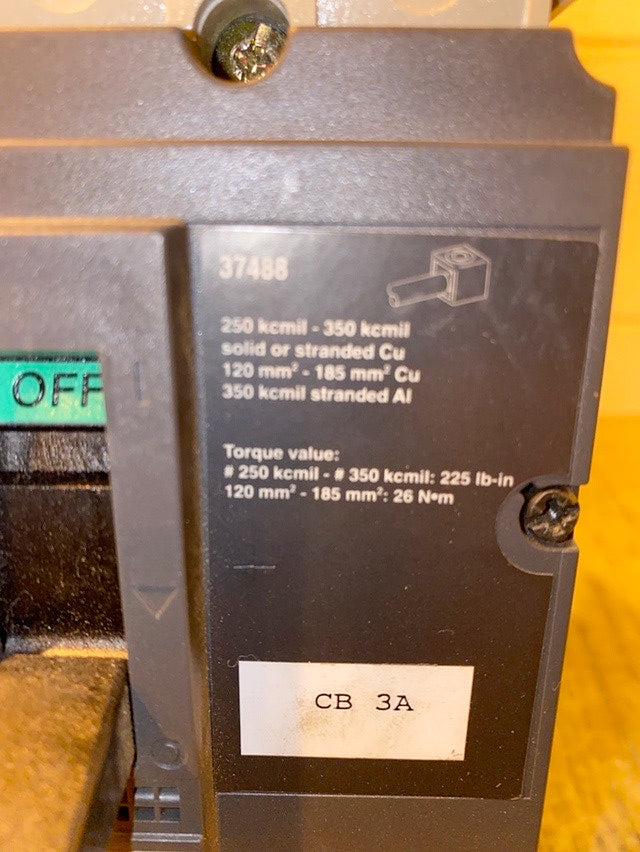 37488
250 kcmil - 350 kcmil
solid or stranded Cu
120 mm² - 185 mm² Cu
350 kcmil stranded Al
OFF
Torque value:
# 250 kcmil - # 350 kcmil: 225 lb-in
120 mm² - 185 mm²: 26 N•m
CB 3A